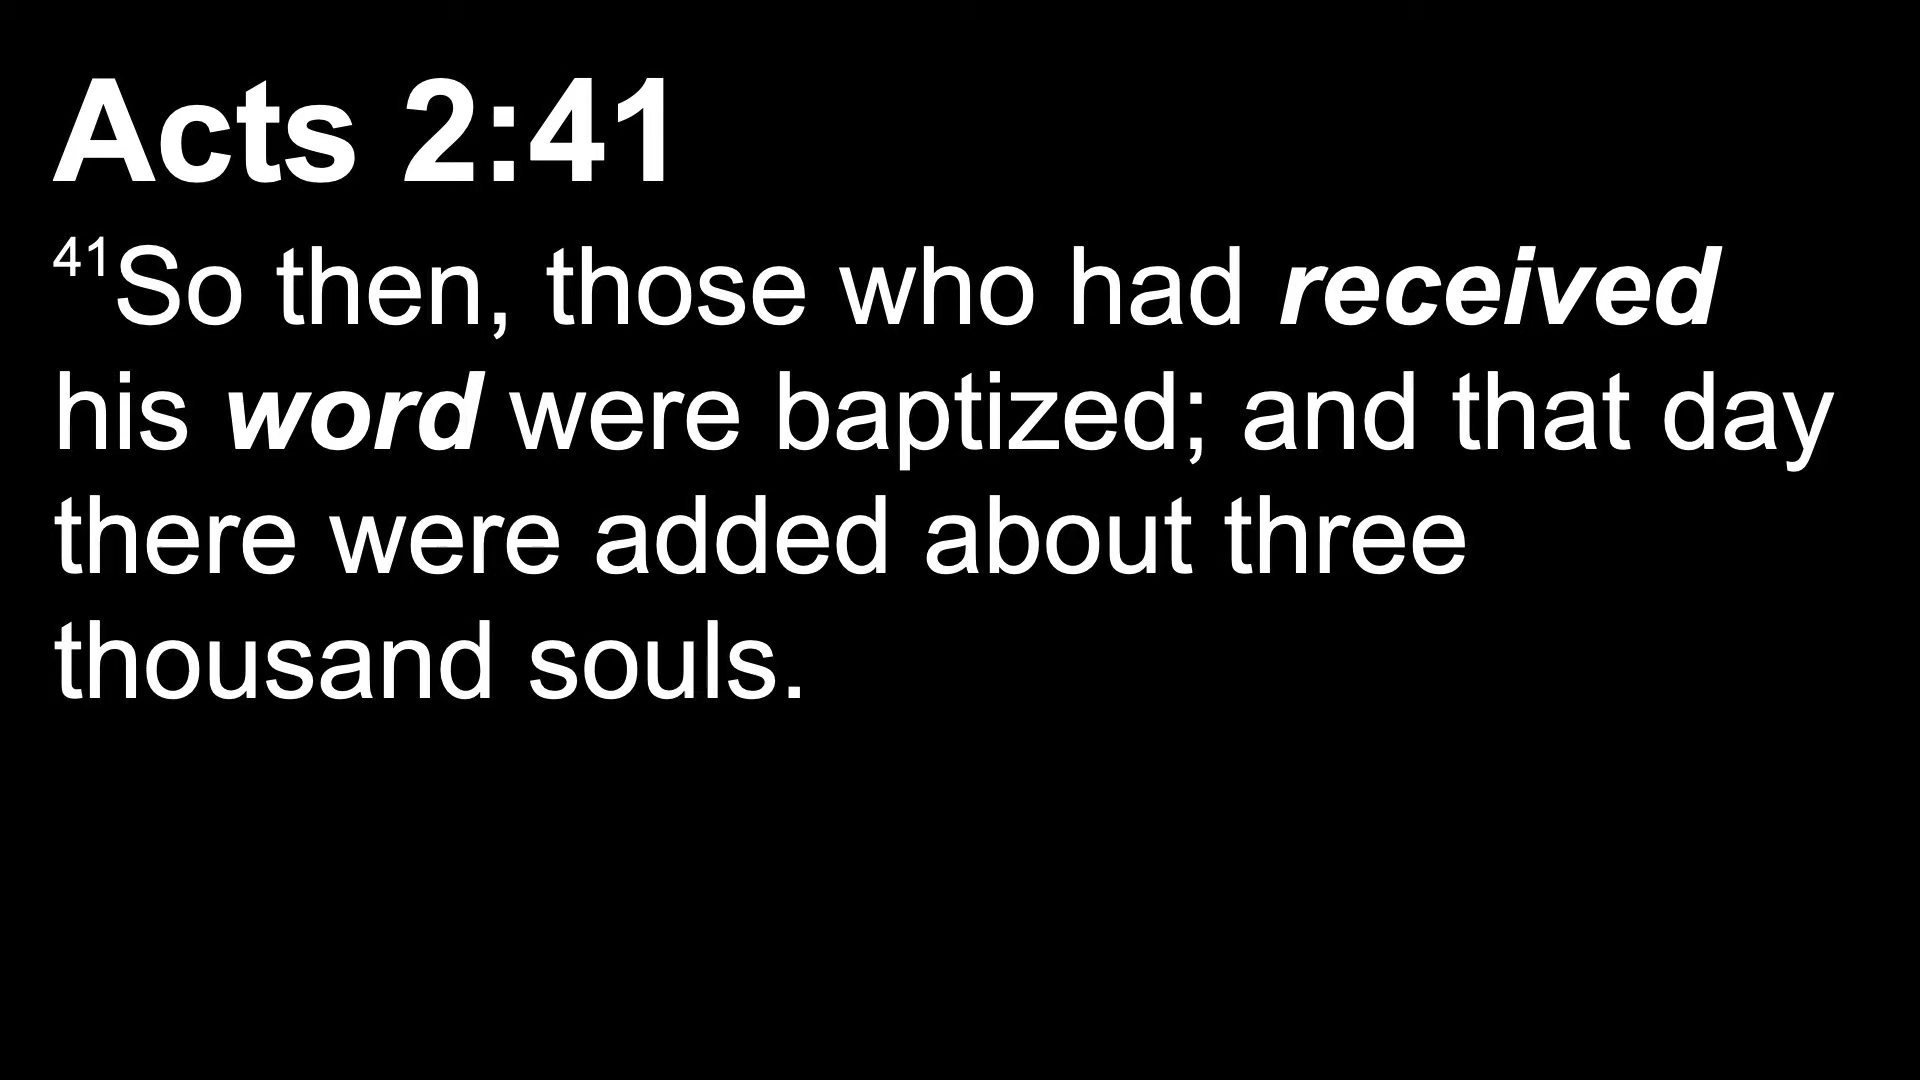 Acts 2:41
41So then, those who had received
his word were baptized; and that day
there were added about three
thousand souls.